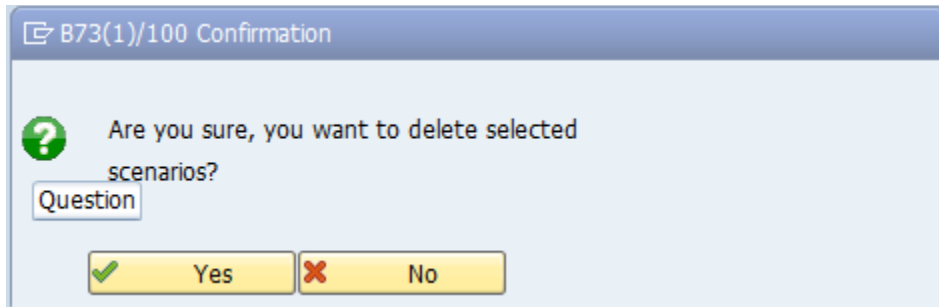 B73(1)/100 Confirmation
Are you sure, you want to delete selected
scenarios?
Question
Yes No